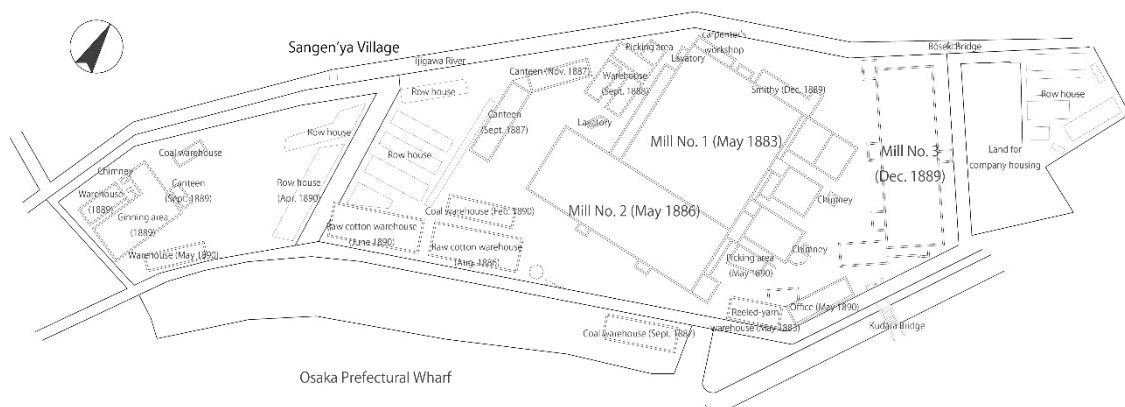 Sangen'ya Village
Ijigawa River
Row house
Canteen (Nov. 1887)
Picking area
Warehouse
(Sept. 1888)
Lavatory
Carpenter's
workshop
Smithy (Dec. 1889)
Boseki Bridge
Row house
Land for
company housing
Mill No. 3
(Dec. 1889)
Mill No. 1 (May 1883)
Lavatory
Canteen
(Sept. 1887)
Row house
Row house
Coal warehouse
Chimney
Warehouse
(1889)
Canteen
(Sept. 1889)
Ginning area
(1889)
Warehouse (May 1890)
Row house
(Apr. 1890)
Raw cotton warehouse
(June 1890)
Coal warehouse (Feb. 1890)
Raw cotton warehouse
(Aug. 1886)
Mill No. 2 (May 1886)
Chimney
Chimney
Picking area
(May 1890)
Office (May 1890)
Reeled-yarn
warehouse (May 1883)
Kudara Bridge
Coal warehouse (Sept. 1887)
Osaka Prefectural Wharf